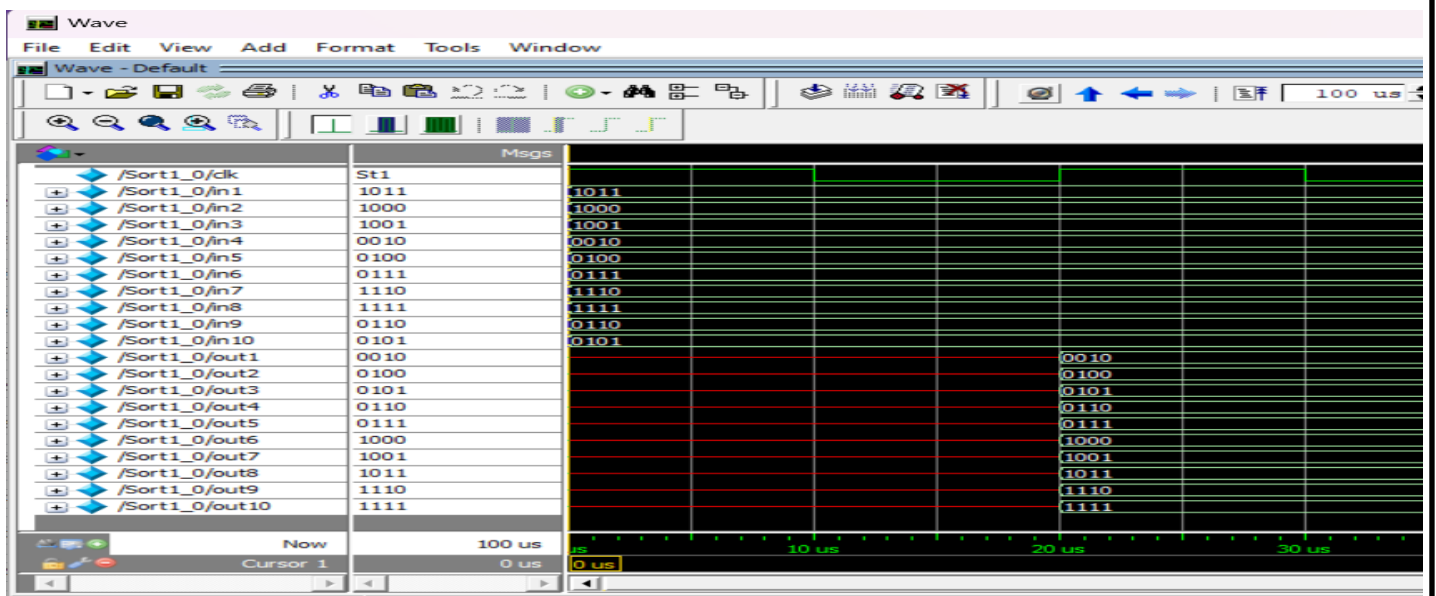 Wave
File Edit View Add Format Tools Window
Wave - Default
100 us
Msgs
/Sort1_0/clk St1
/Sort1_0/in1 1011 1011
/Sort1_0/in2 1000 1000
/Sort1_0/in3 1001 1001
/Sort1_0/in4 0010 0010
/Sort1_0/in5 0100 0100
/Sort1_0/in6 0111 0111
/Sort1_0/in7 1110 1110
/Sort1_0/in8 1111 1111
/Sort1_0/in9 0110 0110
/Sort1_0/in10 0101 0101
/Sort1_0/out1 0010 0010
/Sort1_0/out2 0100 0100
/Sort1_0/out3 0101 0101
/Sort1_0/out4 0110 0110
/Sort1_0/out5 0111 0111
/Sort1_0/out6 1000 1000
/Sort1_0/out7 1001 1001
/Sort1_0/out8 1011 1011
/Sort1_0/out9 1110 1110
/Sort1_0/out10 1111 1111
Now 100 us us 10 us 20 us 30 us
Cursor 1 0 us 0 us